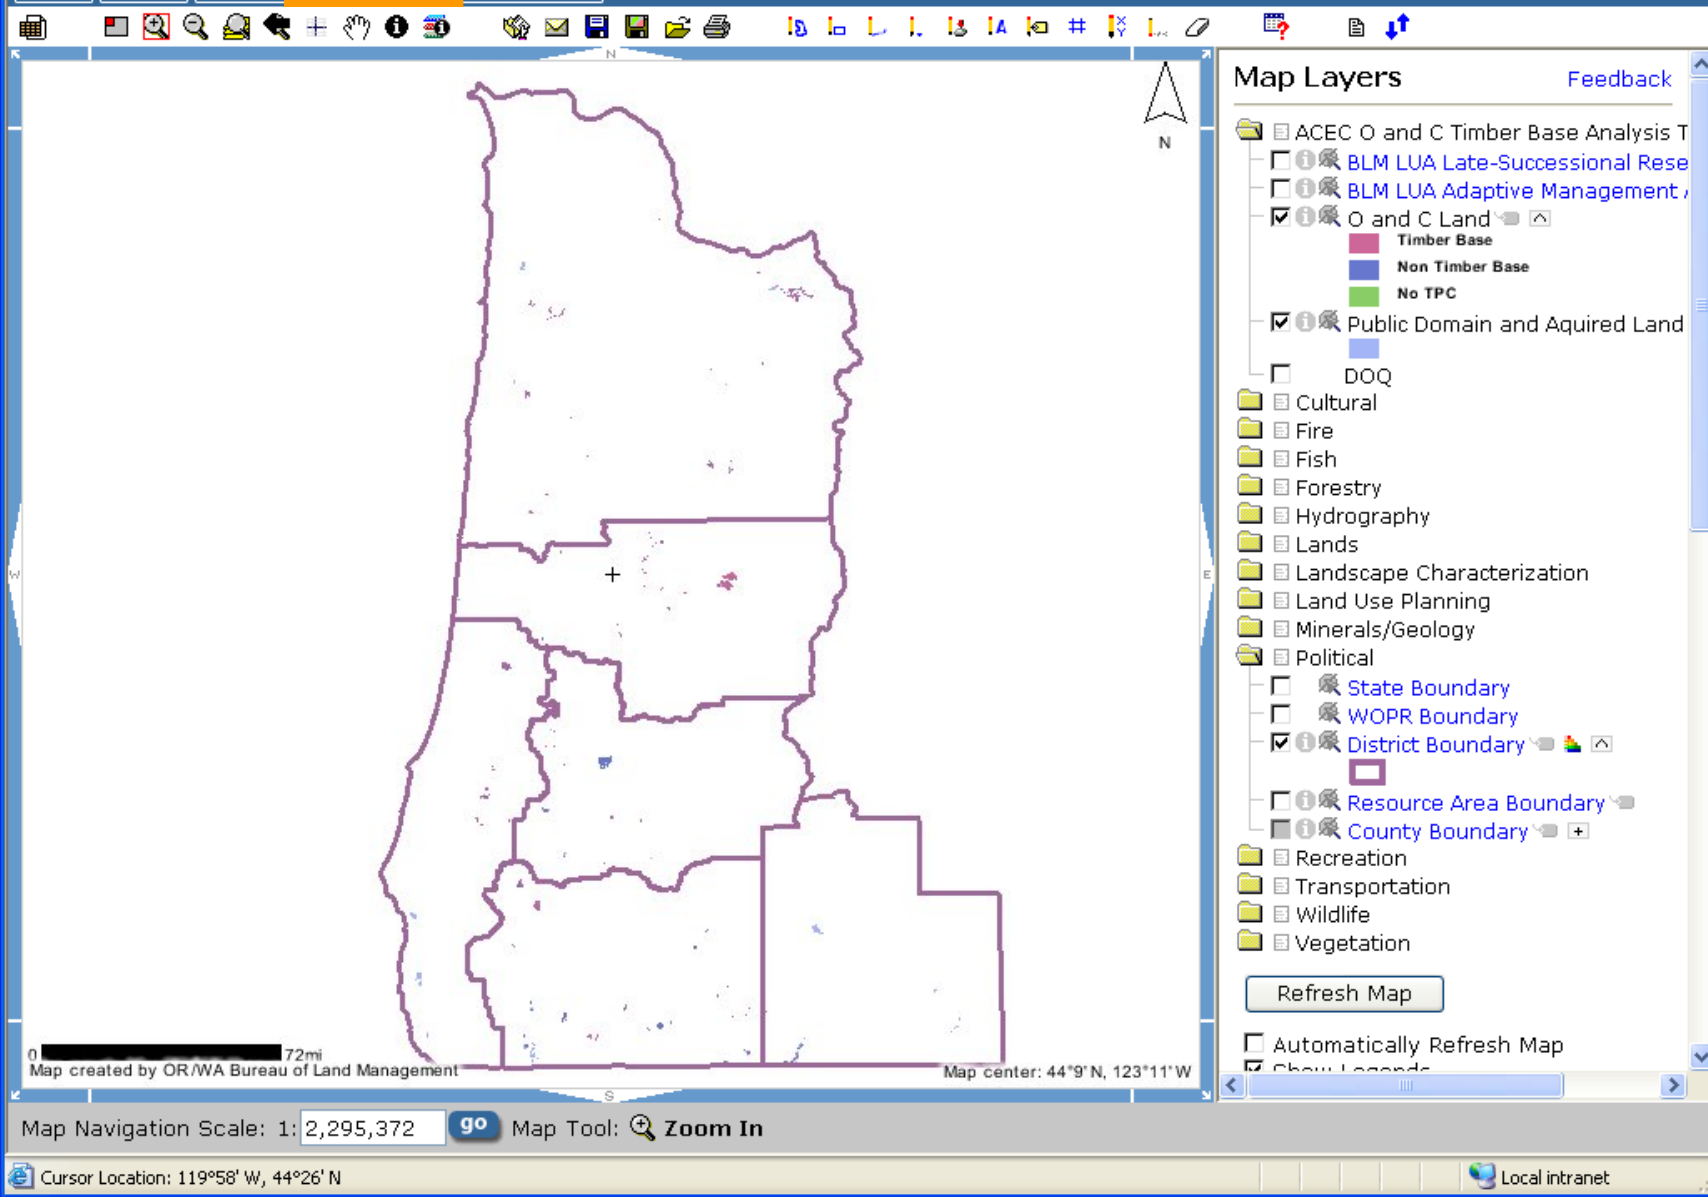 N
N
W
E
S
0 72mi
Map created by OR/WA Bureau of Land Management
Map center: 44°9' N, 123°11' W
Map Layers Feedback
ACEC O and C Timber Base Analysis T
BLM LUA Late-Successional Rese
BLM LUA Adaptive Management
O and C Land
Timber Base
Non Timber Base
No TPC
Public Domain and Aquired Land
DOQ
Cultural
Fire
Fish
Forestry
Hydrography
Lands
Landscape Characterization
Land Use Planning
Minerals/Geology
Political
State Boundary
WOPR Boundary
District Boundary
Resource Area Boundary
County Boundary
Recreation
Transportation
Wildlife
Vegetation
Refresh Map
Automatically Refresh Map
Show Legends
Map Navigation Scale: 1: 2,295,372 go Map Tool: Zoom In
Cursor Location: 119°58' W, 44°26' N Local intranet